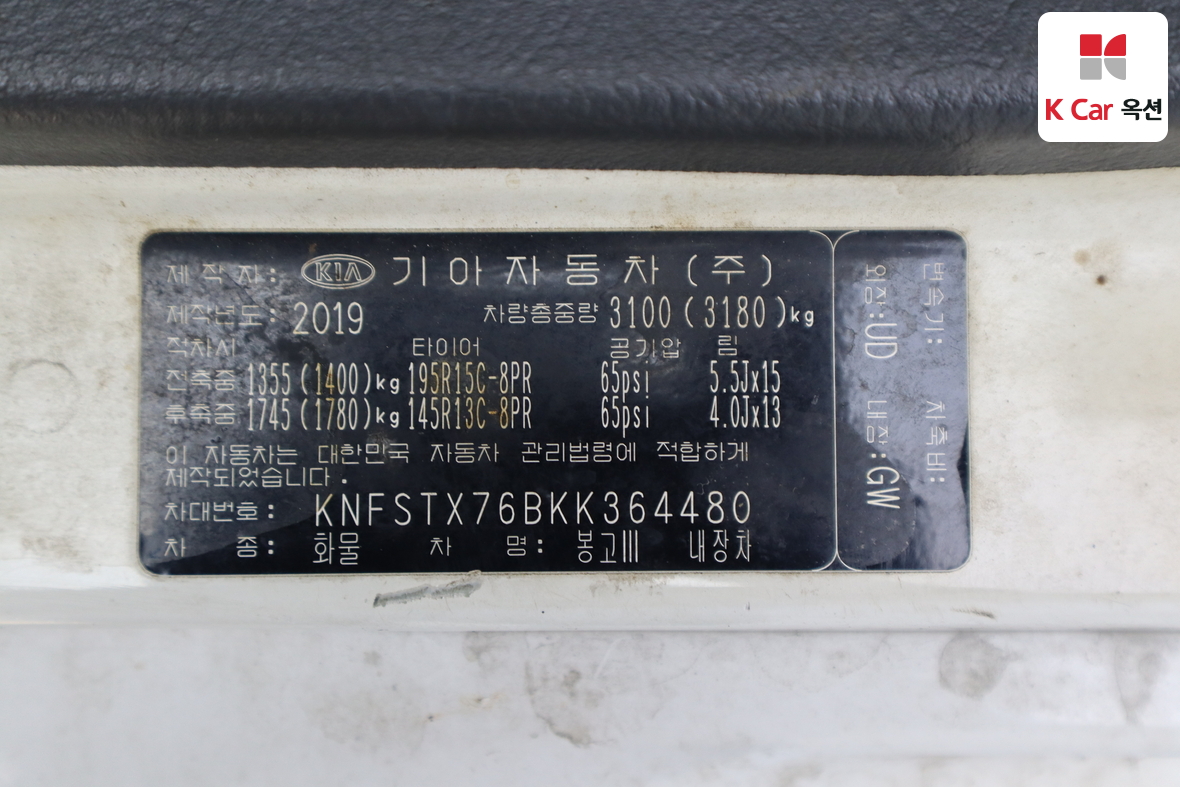 K Car 옥션
제 작 자: KIA 기 아 자 동 차 (주)
제작년도: 2019 차량총중량 3100 (3180)kg
적차시 타이어 공기압 림
전축중 1355 (1400)kg 195R15C-8PR 65psi 5.5Jx15
후축중 1745 (1780)kg 145R13C-8PR 65psi 4.0Jx13
이 자동차는 대한민국 자동차 관리법령에 적합하게
제작되었습니다.
차대번호: KNFSTX76BKK364480
차 종: 화물 차 명: 봉고III 내장차
변속기: 차축비:
외장:UD 내장:GW